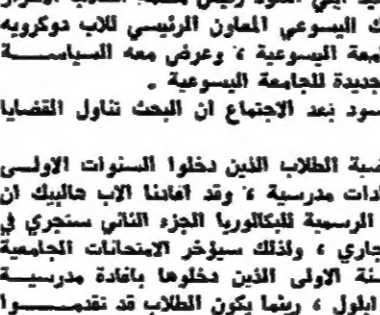 ك اليسوعي المعاون الرئيسي للاب دوكرويه
معة اليسوعية ، وعرض معه السياسة
جديدة للجامعة اليسوعية .
سود بعد الاجتماع ان البحث تناول القضايا
ضية الطلاب الذين دخلوا السنوات الاولى
ادات مدرسية ، وقد افادنا الاب هاليبك ان
الرسمية للبكالوريا الجزء الثاني ستجري في
جاري ، ولذلك سيؤخر الامتحانات الجامعية
سنة الاولى الذين دخلوها بافادة مدرسية
ايلول ، ريثما يكون الطلاب قد تقدموا